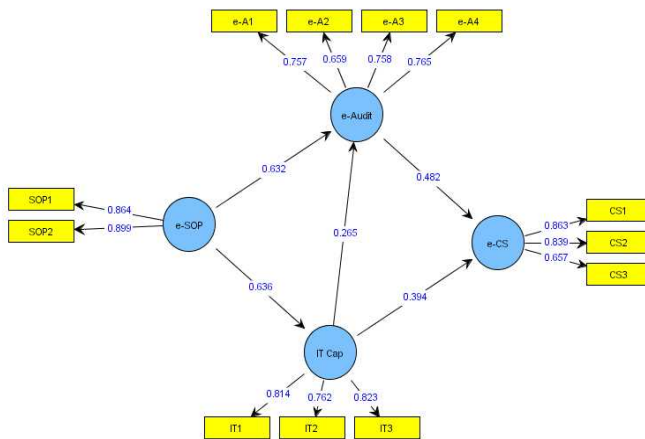 e-A1 e-A2 e-A3 e-A4
0.757 0.659 0.758 0.765
e-Audit
0.632 0.482
SOP1
0.864
SOP2
0.899
e-SOP
0.265
e-CS
0.863 CS1
0.839 CS2
0.657 CS3
0.636 0.394
IT Cap
0.814 0.762 0.823
IT1 IT2 IT3